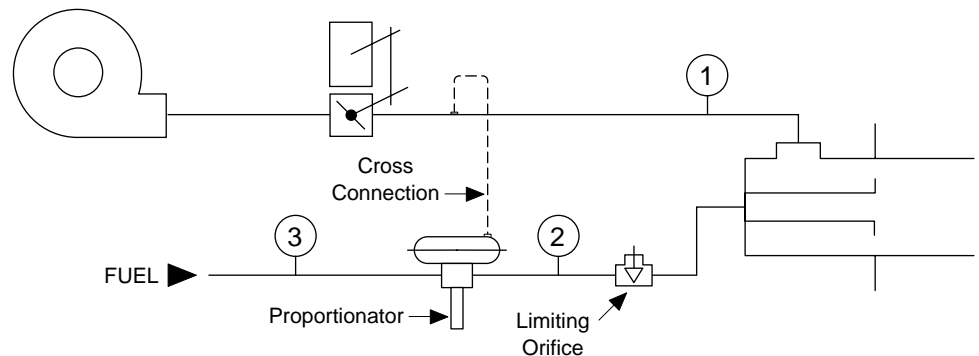 1
Cross
Connection
3
2
FUEL
Proportionator
Limiting
Orifice